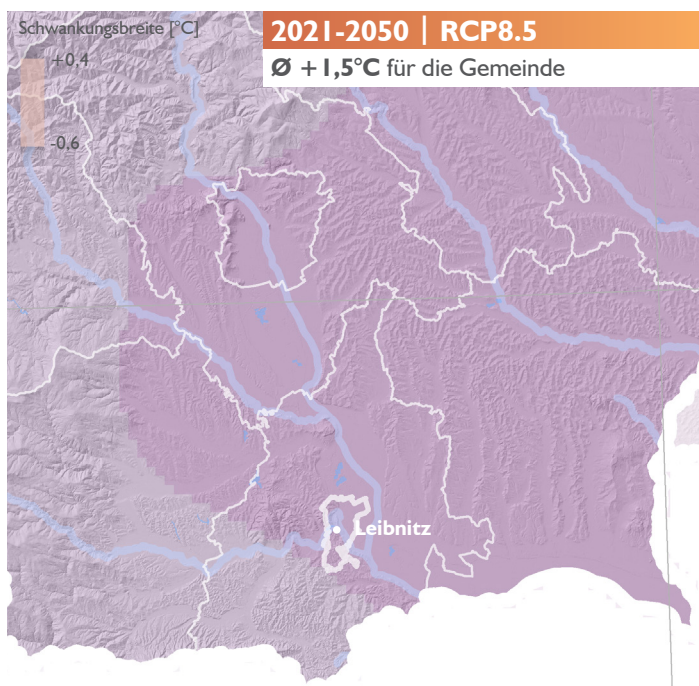 Schwankungsbreite [°C]
+0,4
-0,6
2021-2050 | RCP8.5
Ø +1,5°C für die Gemeinde
Leibnitz